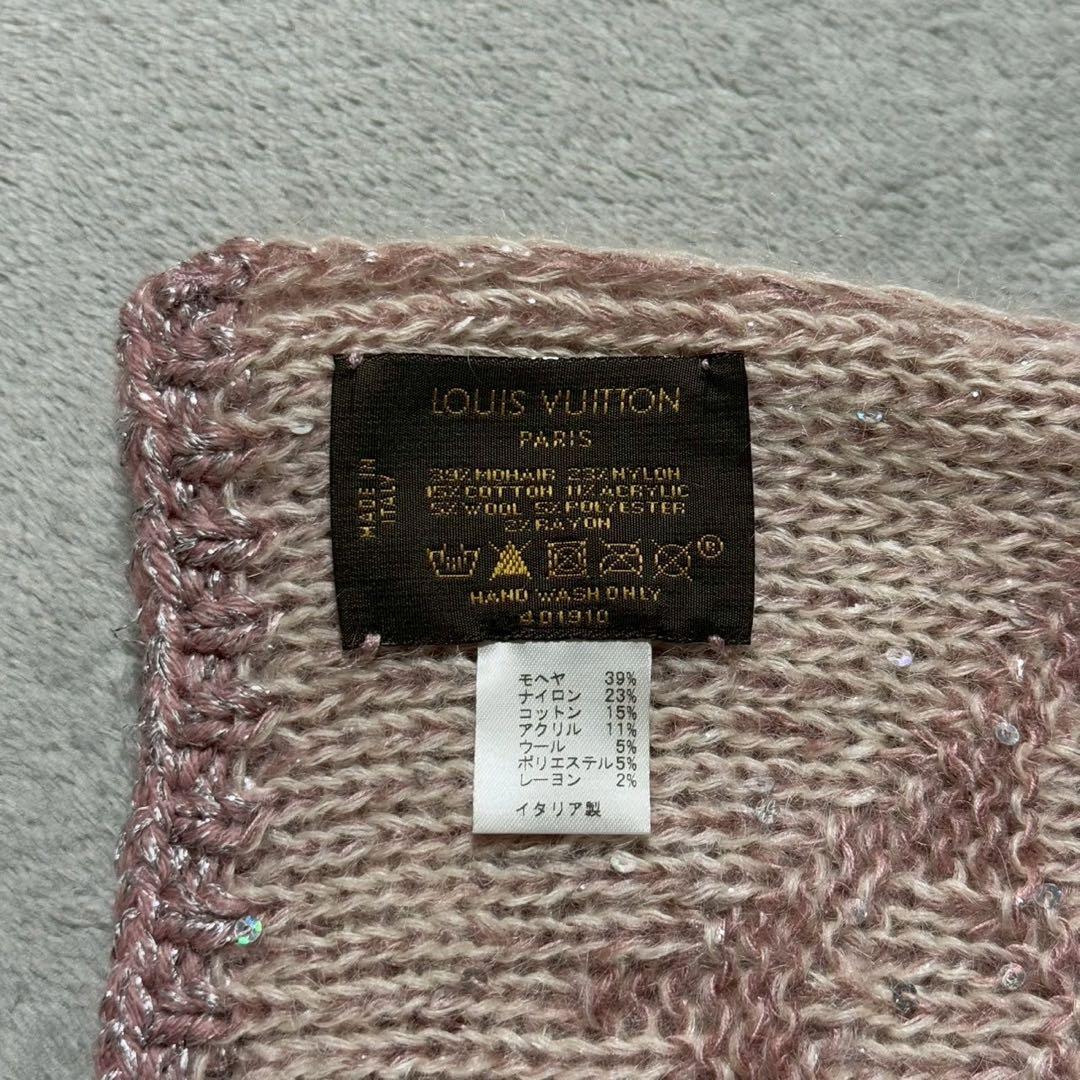 LOUIS VUITTON
PARIS
MADE IN
ITALY
39% MOHAIR 23% NYLON
15% COTTON 11% ACRYLIC
5% WOOL 5% POLYESTER
2% RAYON
®
HAND WASH ONLY
401910
モヘヤ 39%
ナイロン 23%
コットン 15%
アクリル 11%
ウール 5%
ポリエステル 5%
レーヨン 2%
イタリア製